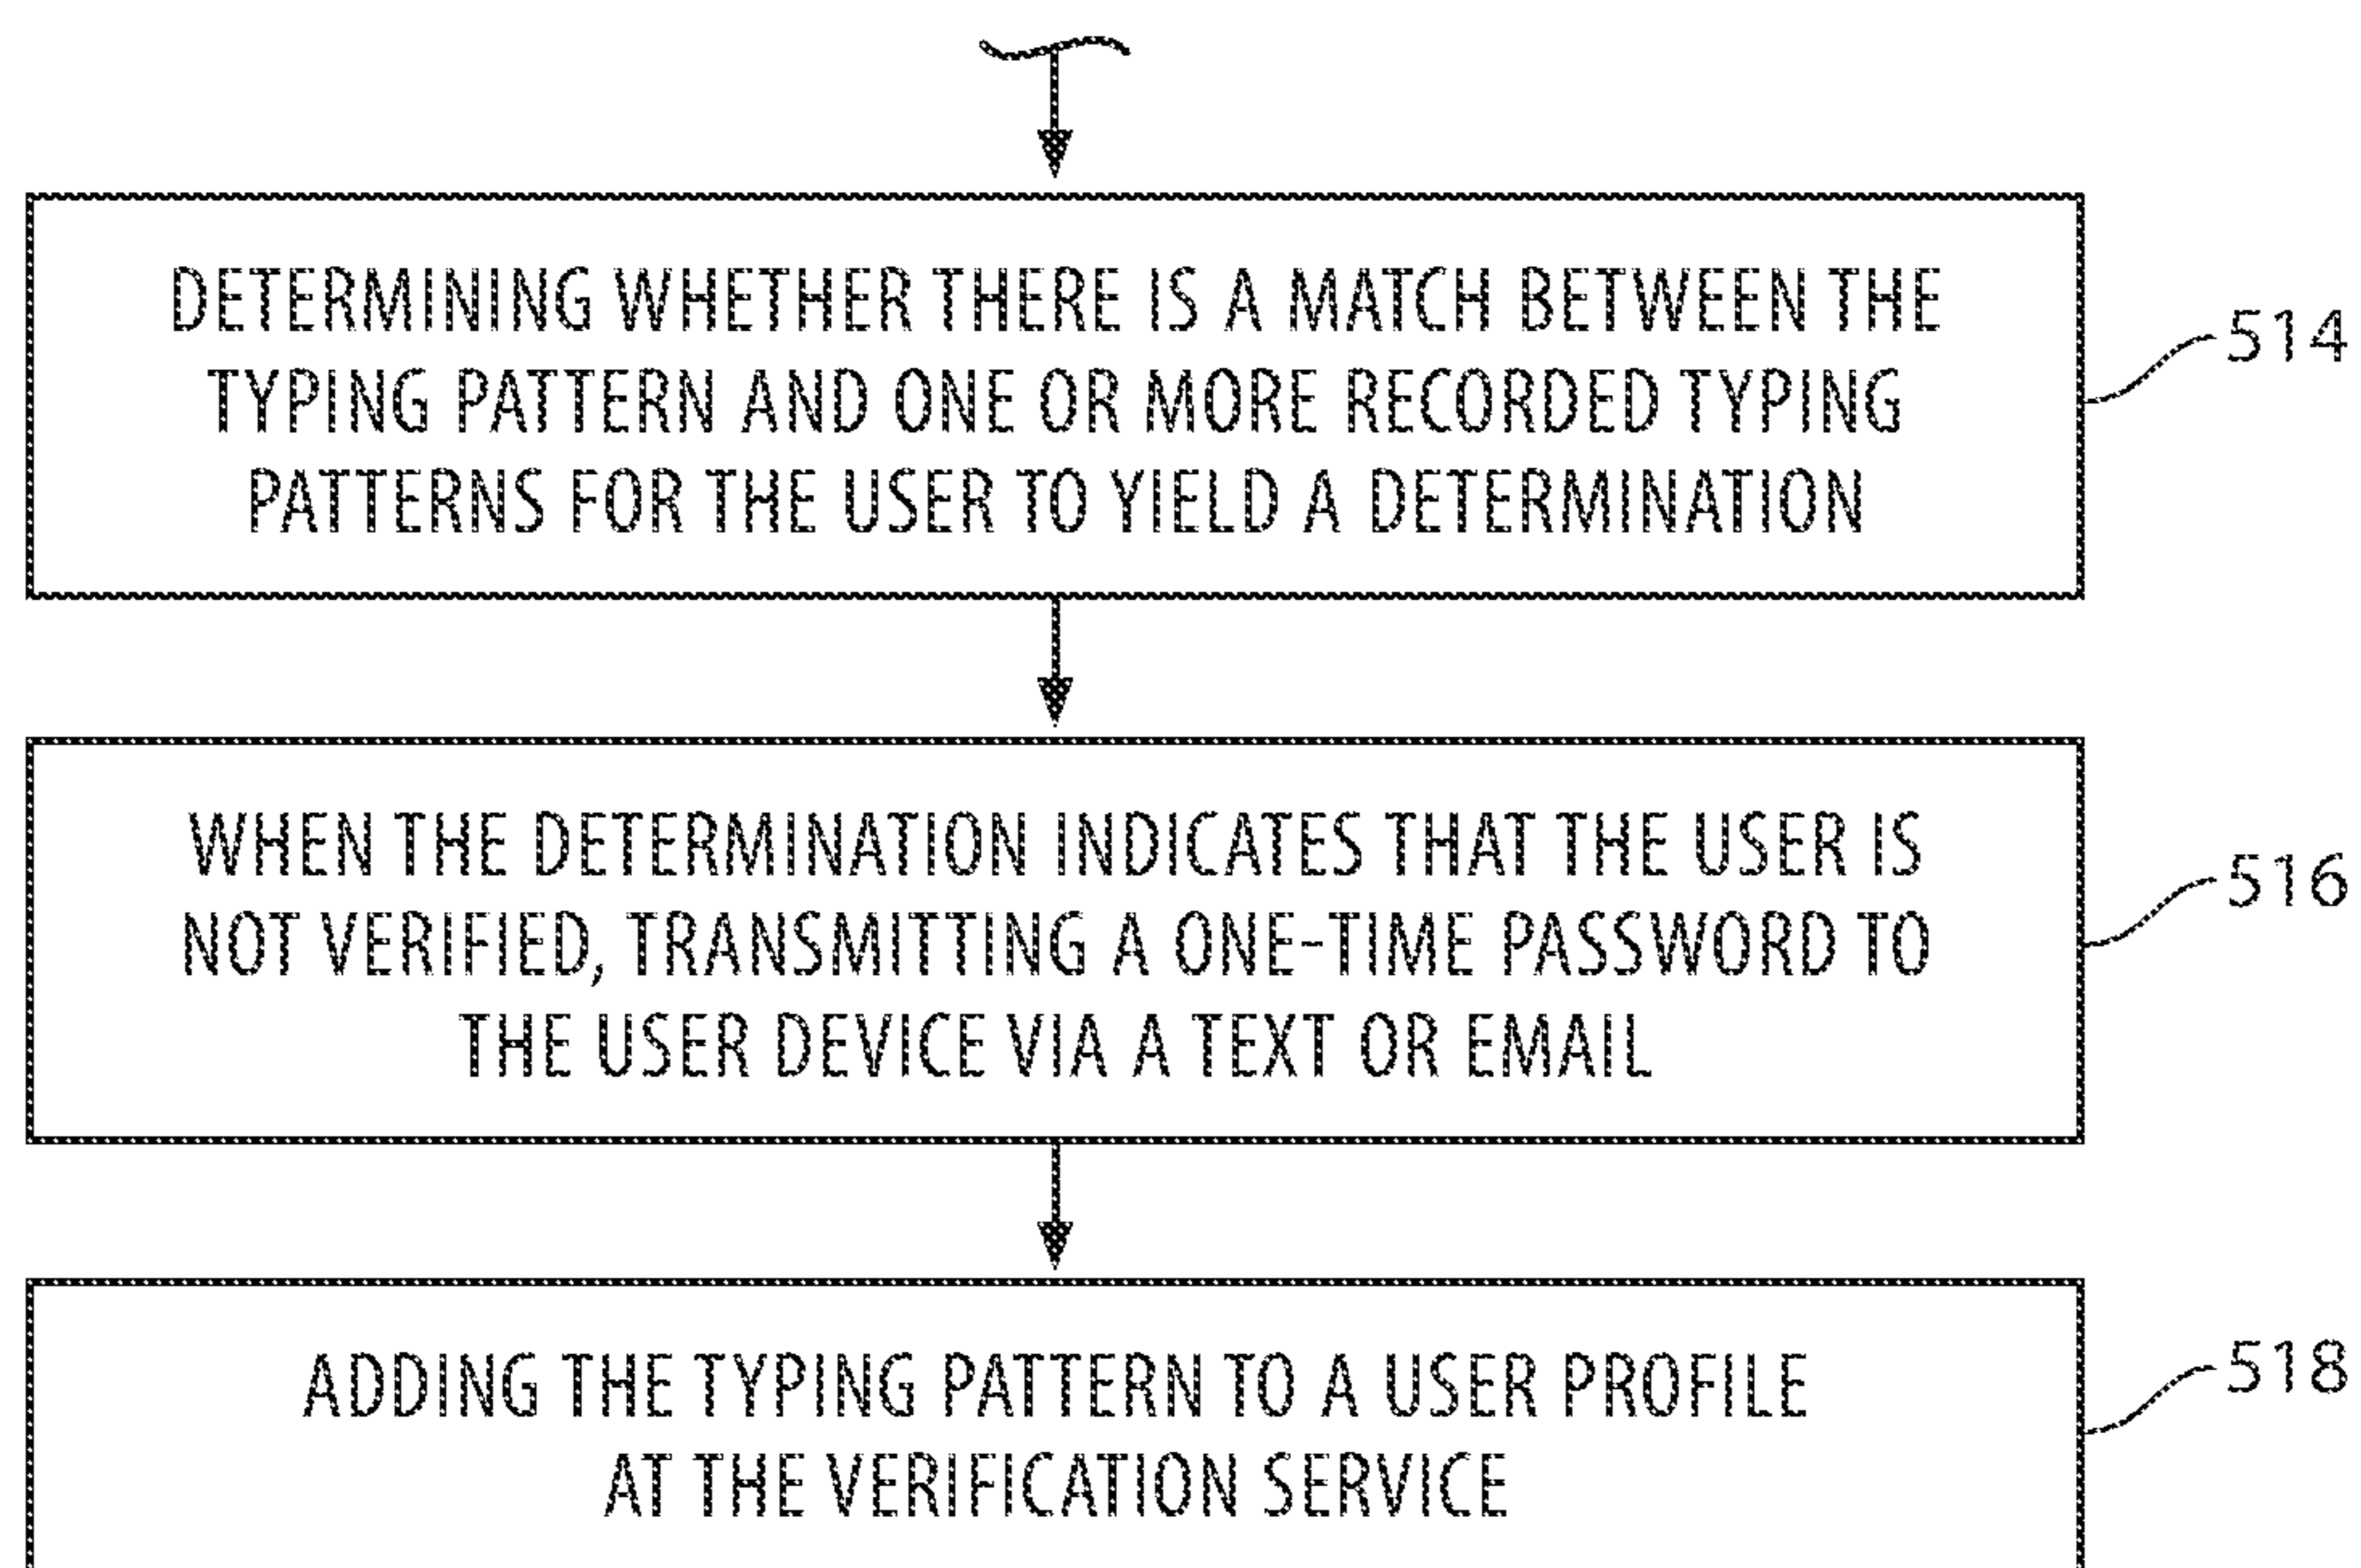 DETERMINING WHETHER THERE IS A MATCH BETWEEN THE
TYPING PATTERN AND ONE OR MORE RECORDED TYPING
PATTERNS FOR THE USER TO YIELD A DETERMINATION
514
WHEN THE DETERMINATION INDICATES THAT THE USER IS
NOT VERIFIED, TRANSMITTING A ONE-TIME PASSWORD TO
THE USER DEVICE VIA A TEXT OR EMAIL
516
ADDING THE TYPING PATTERN TO A USER PROFILE
AT THE VERIFICATION SERVICE
518